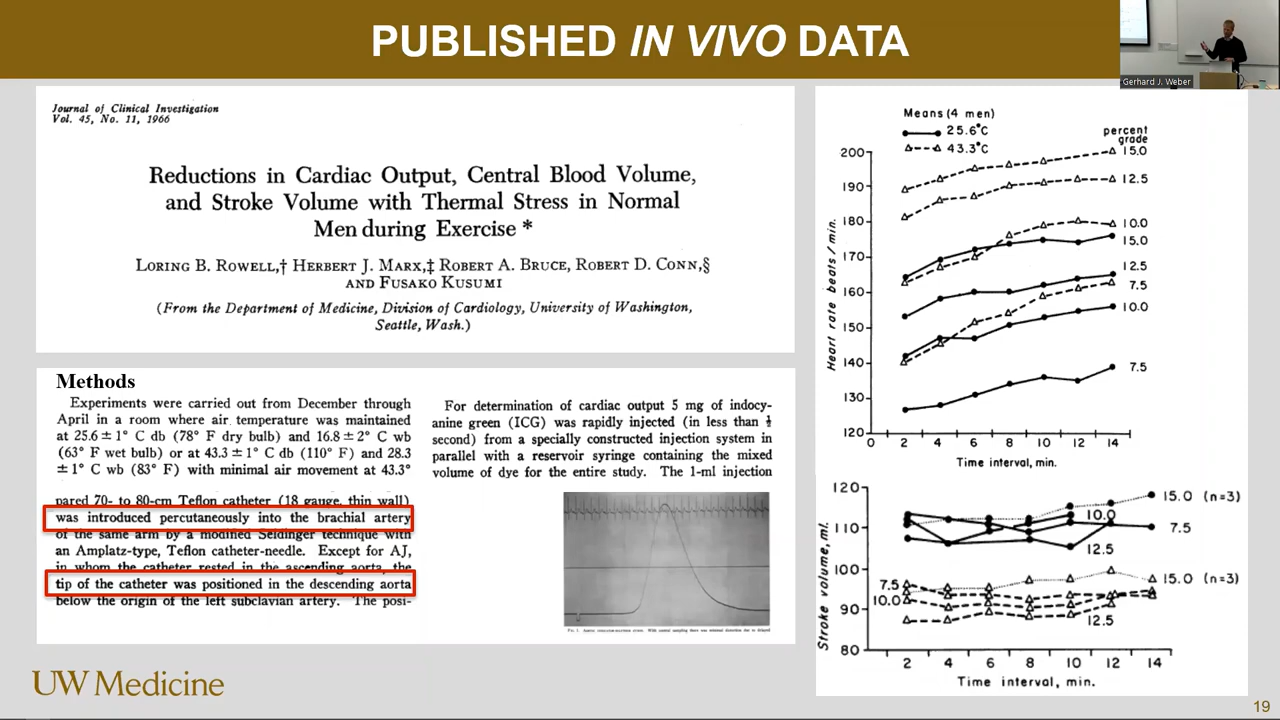 PUBLISHED IN VIVO DATA
Gerhard J. Weber
Journal of Clinical Investigation
Vol. 45, No. 11, 1966
Reductions in Cardiac Output, Central Blood Volume,
and Stroke Volume with Thermal Stress in Normal
Men during Exercise *
LORING B. ROWELL,† HERBERT J. MARX,‡ ROBERT A. BRUCE, ROBERT D. CONN,§
AND FUSAKO KUSUMI
(From the Department of Medicine, Division of Cardiology, University of Washington,
Seattle, Wash.)
Methods
Experiments were carried out from December through
April in a room where air temperature was maintained
at 25.6 ± 1° C db (78° F dry bulb) and 16.8 ± 2° C wb
(63° F wet bulb) or at 43.3 ± 1° C db (110° F) and 28.3
± 1° C wb (83° F) with minimal air movement at 43.3°
pared 70- to 80-cm Teflon catheter (18 gauge, thin wall)
was introduced percutaneously into the brachial artery
of the same arm by a modified Seldinger technique with
an Amplatz-type, Teflon catheter-needle. Except for AJ,
in whom the catheter rested in the ascending aorta, the
tip of the catheter was positioned in the descending aorta
below the origin of the left subclavian artery. The posi-
For determination of cardiac output 5 mg of indocy-
anine green (ICG) was rapidly injected (in less than ½
second) from a specially constructed injection system in
parallel with a reservoir syringe containing the mixed
volume of dye for the entire study. The 1-ml injection
Means (4 men)
25.6°C
43.3°C
percent
grade
200
190
180
170
160
150
140
130
120
Heart rate beats / min.
15.0
12.5
10.0
15.0
12.5
7.5
10.0
7.5
0 2 4 6 8 10 12 14
Time interval, min.
120
110
100
90
80
Stroke volume, ml.
15.0 (n=3)
10.0
7.5
12.5
7.5
10.0
15.0 (n=3)
12.5
2 4 6 8 10 12 14
Time interval, min.
UW Medicine
19